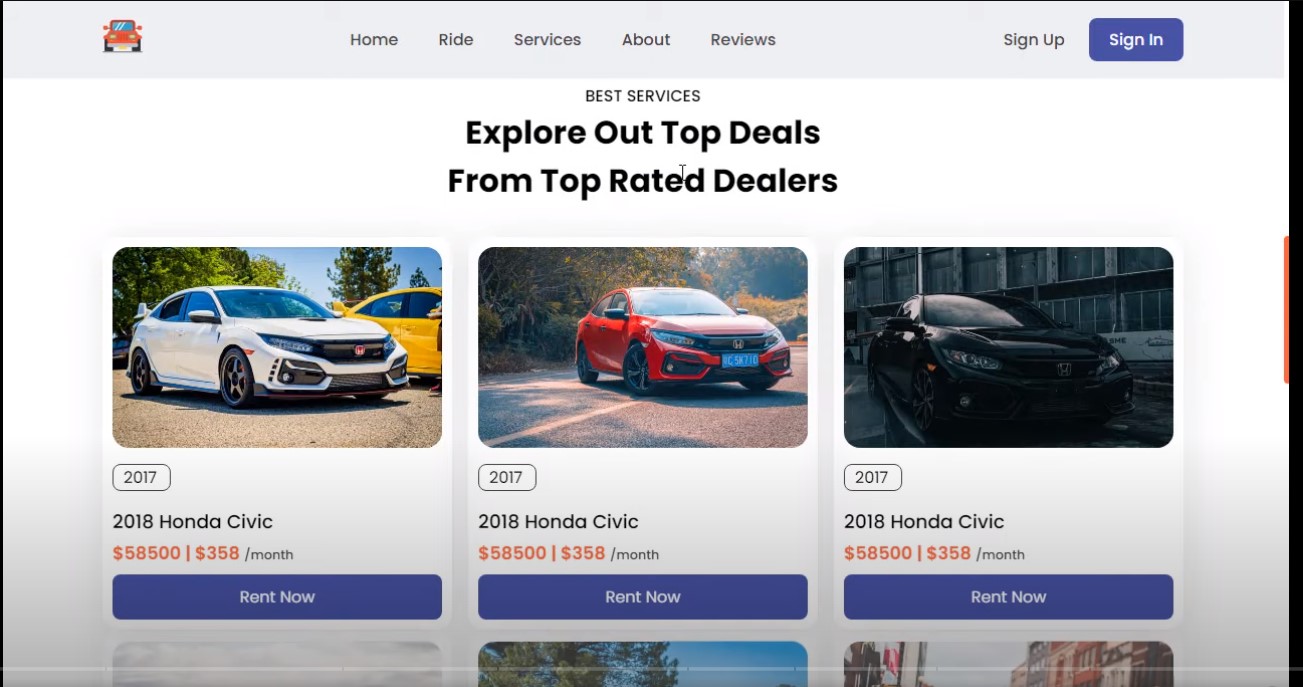 Home Ride Services About Reviews Sign Up Sign In
BEST SERVICES
Explore Out Top Deals
From Top Rated Dealers
2017 2017 2017
2018 Honda Civic 2018 Honda Civic 2018 Honda Civic
$58500 | $358 /month $58500 | $358 /month $58500 | $358 /month
Rent Now Rent Now Rent Now